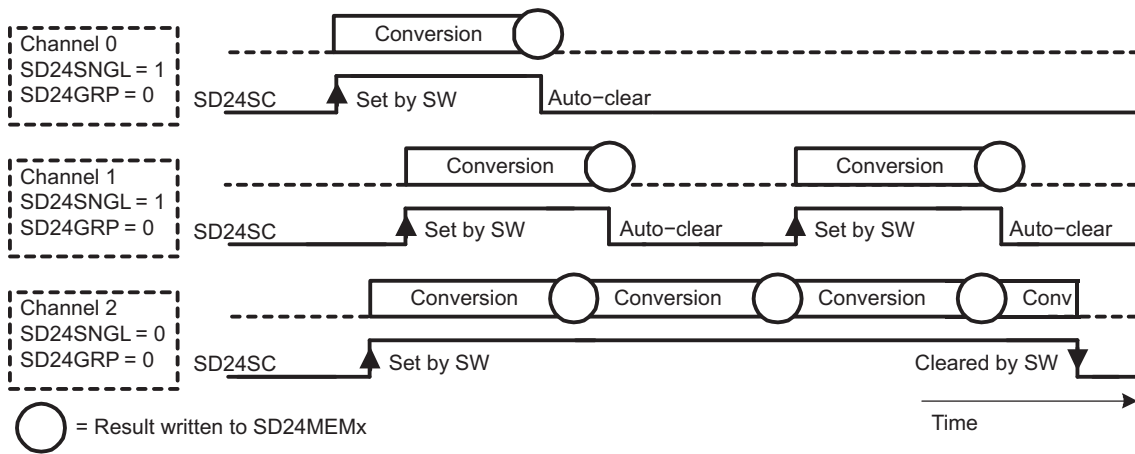 Conversion
Channel 0
SD24SNGL = 1
SD24GRP = 0
SD24SC
Set by SW
Auto−clear
Conversion
Conversion
Channel 1
SD24SNGL = 1
SD24GRP = 0
SD24SC
Set by SW
Auto−clear
Set by SW
Auto−clear
Conversion
Conversion
Conversion
Conv
Channel 2
SD24SNGL = 0
SD24GRP = 0
SD24SC
Set by SW
Cleared by SW
= Result written to SD24MEMx
Time